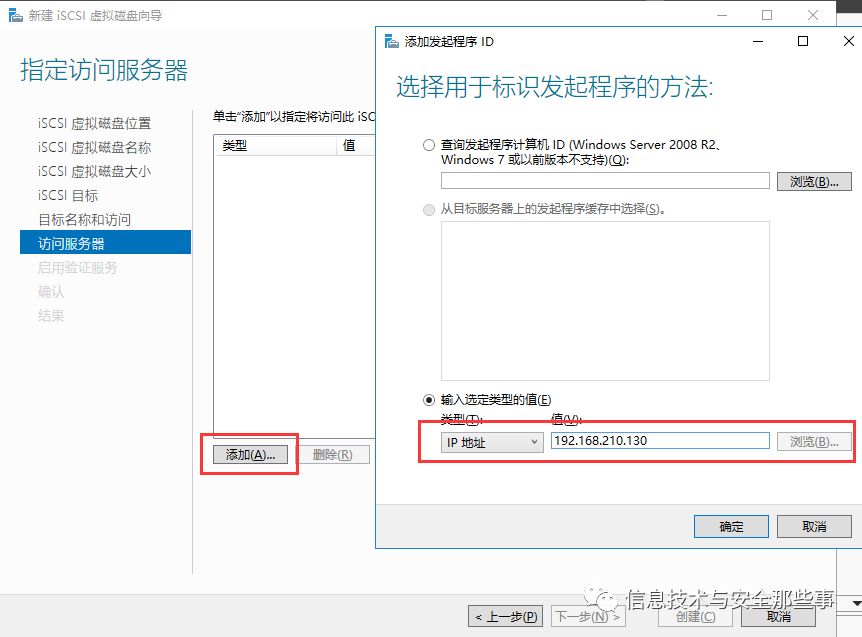 新建 iSCSI 虚拟磁盘向导
指定访问服务器
iSCSI 虚拟磁盘位置
iSCSI 虚拟磁盘名称
iSCSI 虚拟磁盘大小
iSCSI 目标
目标名称和访问
访问服务器
启用验证服务
确认
结果
单击"添加"以指定将访问此 iSC
类型 值
添加(A)... 删除(R)
添加发起程序 ID
选择用于标识发起程序的方法:
查询发起程序计算机 ID (Windows Server 2008 R2、
Windows 7 或以前版本不支持)(Q):
浏览(B)...
从目标服务器上的发起程序缓存中选择(S)。
输入选定类型的值(E)
类型(T): 值(V):
IP 地址 192.168.210.130 浏览(B)...
确定 取消
信息技术与安全那些事
< 上一步(P) 下一步(N) > 创建(C) 取消